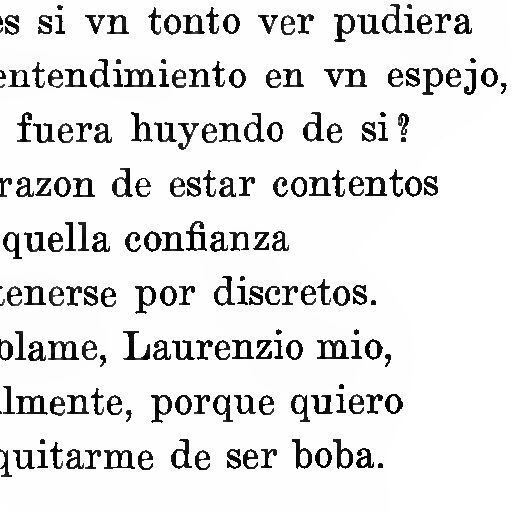 es si vn tonto ver pudiera
entendimiento en vn espejo,
fuera huyendo de si?
razon de estar contentos
quella confianza
tenerse por discretos.
blame, Laurenzio mio,
lmente, porque quiero
quitarme de ser boba.